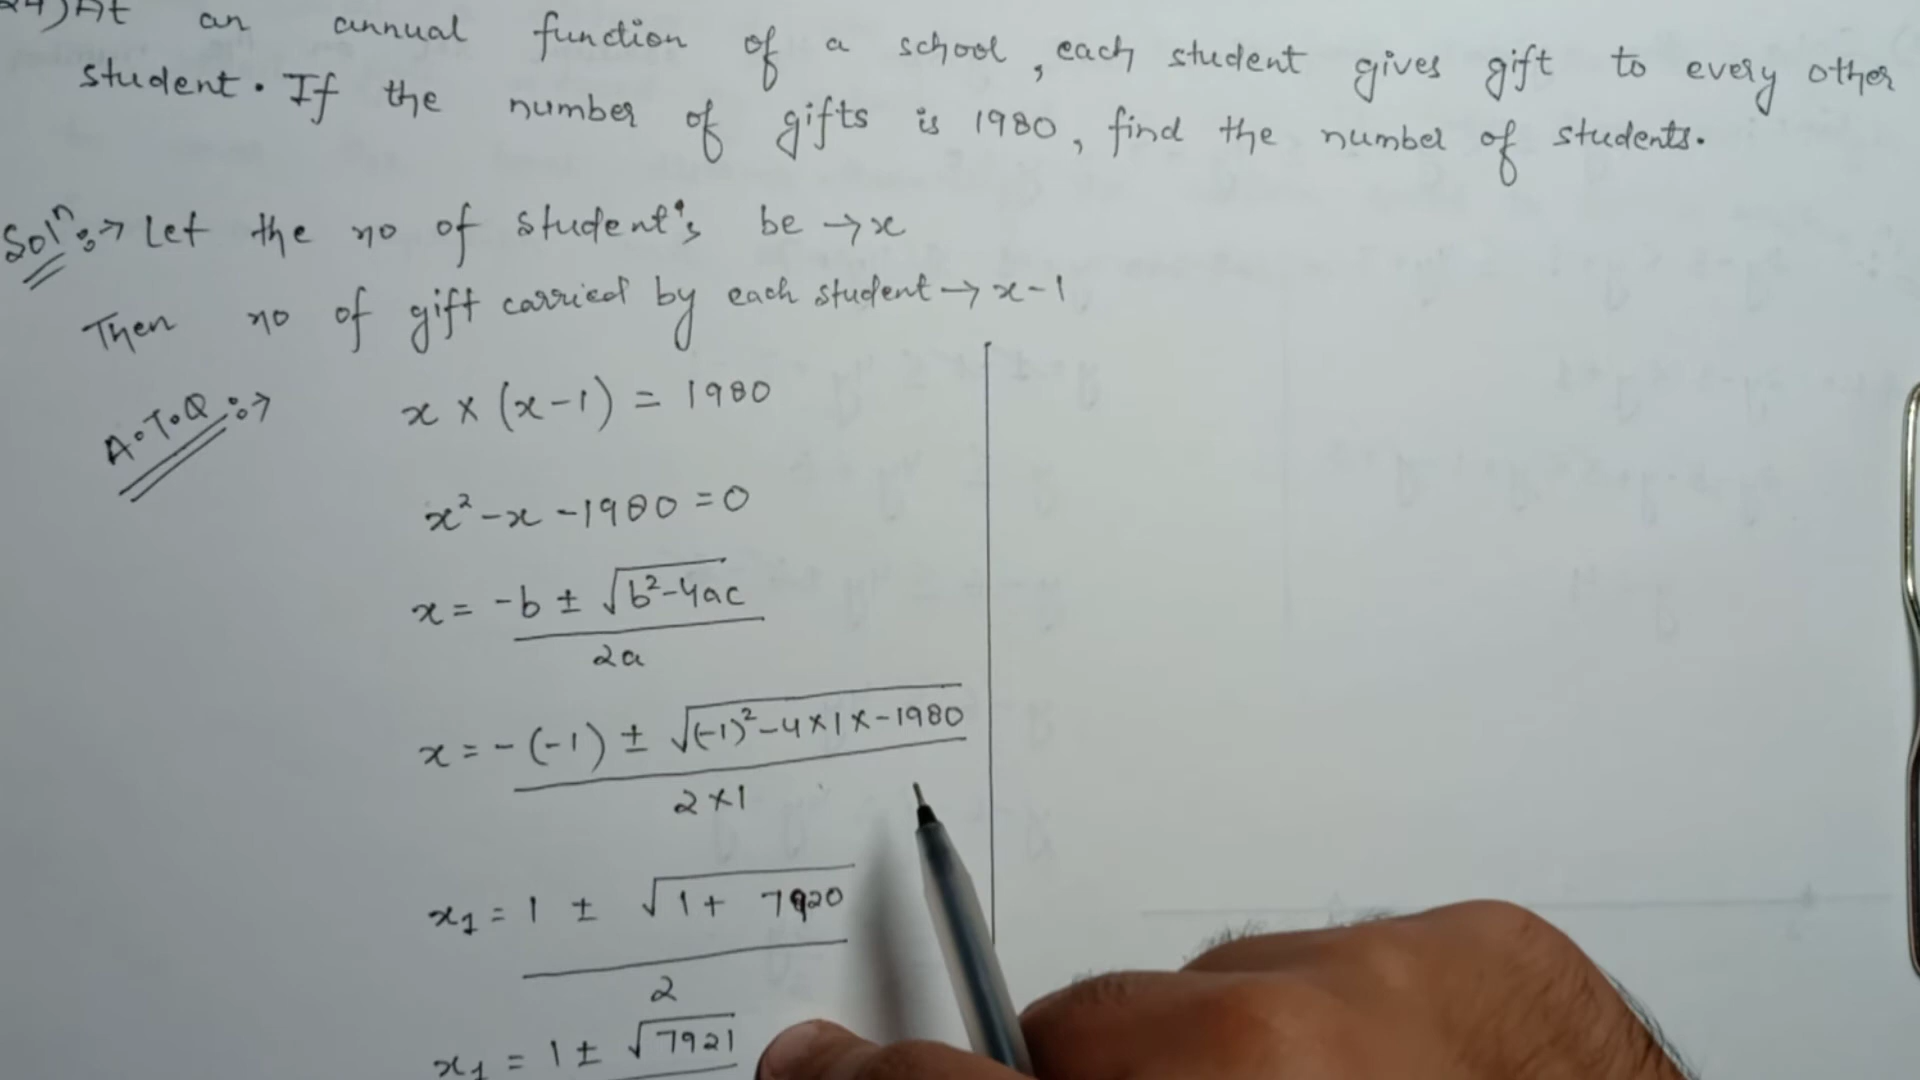 24) At an annual function of a school, each student gives gift to every other
student. If the number of gifts is 1980, find the number of students.
Solⁿ:→ Let the no of student's be → x
Then no of gift carried by each student → x-1
A.T.Q :→ x × (x-1) = 1980
x² - x - 1980 = 0
x = -b ± √b²-4ac
2a
x = -(-1) ± √(-1)²-4×1×-1980
2×1
x₁ = 1 ± √1+ 7920
2
x₁ = 1 ± √7921